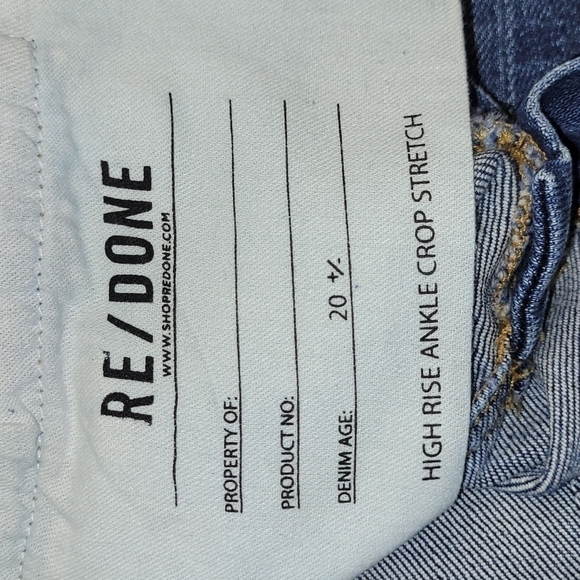 RE/DONE
WWW.SHOPREDONE.COM
PROPERTY OF:
PRODUCT NO:
DENIM AGE: 20 +/-
HIGH RISE ANKLE CROP STRETCH